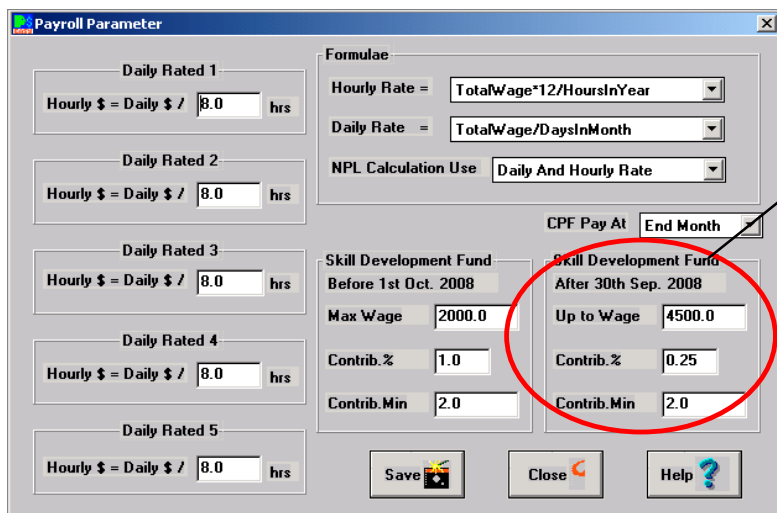 Payroll Parameter
Daily Rated 1
Hourly $ = Daily $ / 8.0 hrs
Daily Rated 2
Hourly $ = Daily $ / 8.0 hrs
Daily Rated 3
Hourly $ = Daily $ / 8.0 hrs
Daily Rated 4
Hourly $ = Daily $ / 8.0 hrs
Daily Rated 5
Hourly $ = Daily $ / 8.0 hrs
Formulae
Hourly Rate = TotalWage*12/HoursInYear
Daily Rate = TotalWage/DaysInMonth
NPL Calculation Use Daily And Hourly Rate
CPF Pay At End Month
Skill Development Fund
Before 1st Oct. 2008
Max Wage 2000.0
Contrib.% 1.0
Contrib.Min 2.0
Skill Development Fund
After 30th Sep. 2008
Up to Wage 4500.0
Contrib.% 0.25
Contrib.Min 2.0
Save Close Help